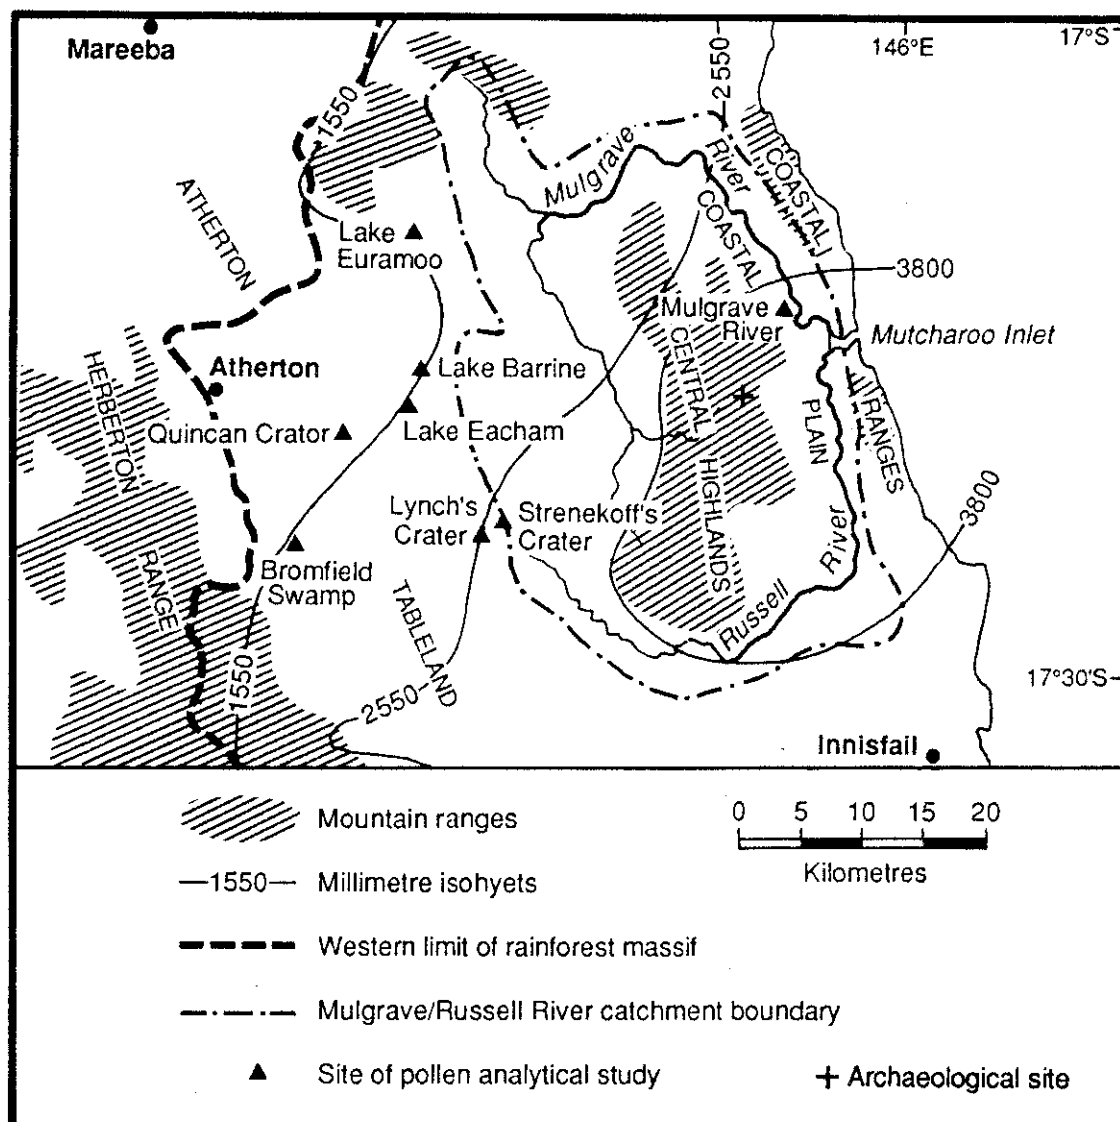 Mareeba
2550
146°E
17°S
1550
Mulgrave
River
COASTAL
COASTAL
ATHERTON
Lake
Euramoo
3800
Mulgrave
River
Mutcharoo Inlet
HERBERTON
RANGE
Atherton
Lake Barrine
CENTRAL
HIGHLANDS
PLAIN
RANGES
Quincan Crator
Lake Eacham
Lynch's
Crater
Strenekoff's
Crater
3800
Bromfield
Swamp
TABLELAND
Russell
River
1550
2550
17°30'S
Innisfail
0 5 10 15 20
Kilometres
Mountain ranges
1550
Millimetre isohyets
Western limit of rainforest massif
Mulgrave/Russell River catchment boundary
Site of pollen analytical study
Archaeological site